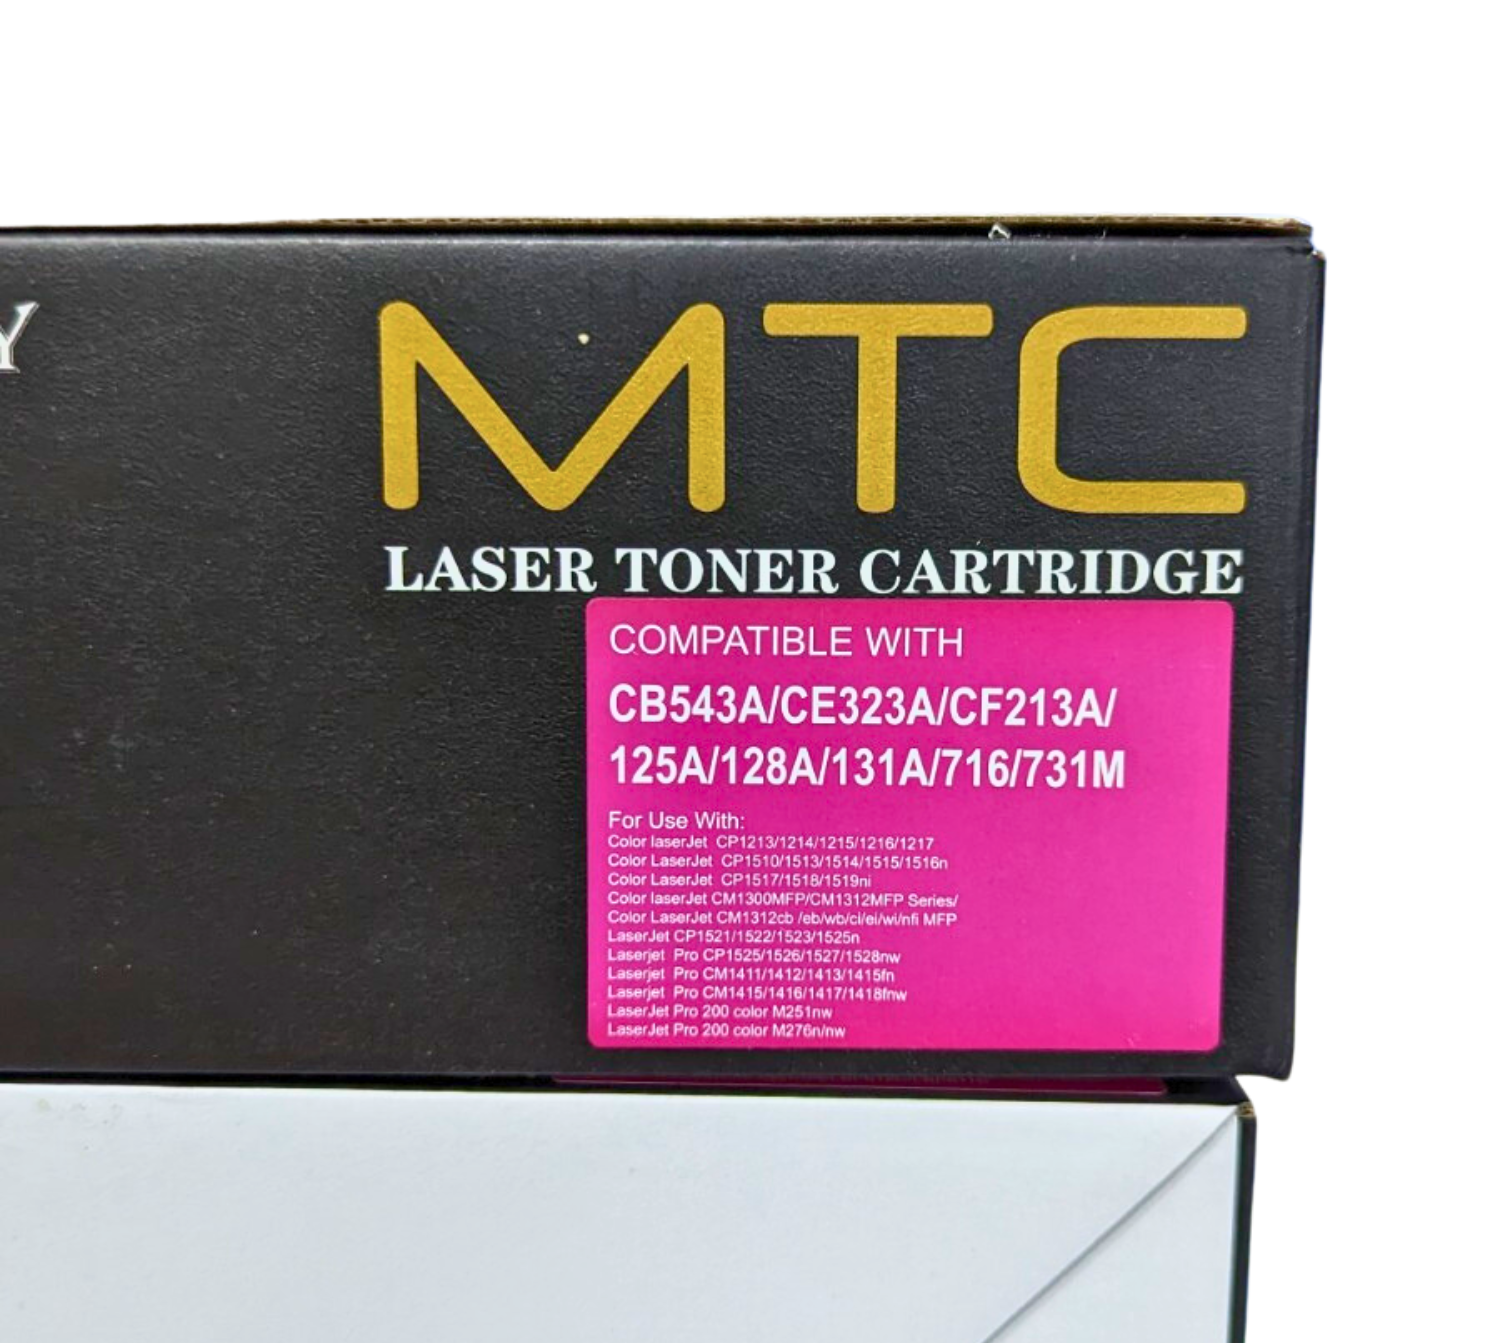 Y
MTC
LASER TONER CARTRIDGE
COMPATIBLE WITH
CB543A/CE323A/CF213A/
125A/128A/131A/716/731M
For Use With:
Color laserJet CP1213/1214/1215/1216/1217
Color LaserJet CP1510/1513/1514/1515/1516n
Color LaserJet CP1517/1518/1519ni
Color laserJet CM1300MFP/CM1312MFP Series/
Color LaserJet CM1312cb /eb/wb/ci/ei/wi/nfi MFP
LaserJet CP1521/1522/1523/1525n
Laserjet Pro CP1525/1526/1527/1528nw
Laserjet Pro CM1411/1412/1413/1415fn
Laserjet Pro CM1415/1416/1417/1418fnw
LaserJet Pro 200 color M251nw
LaserJet Pro 200 color M276n/nw